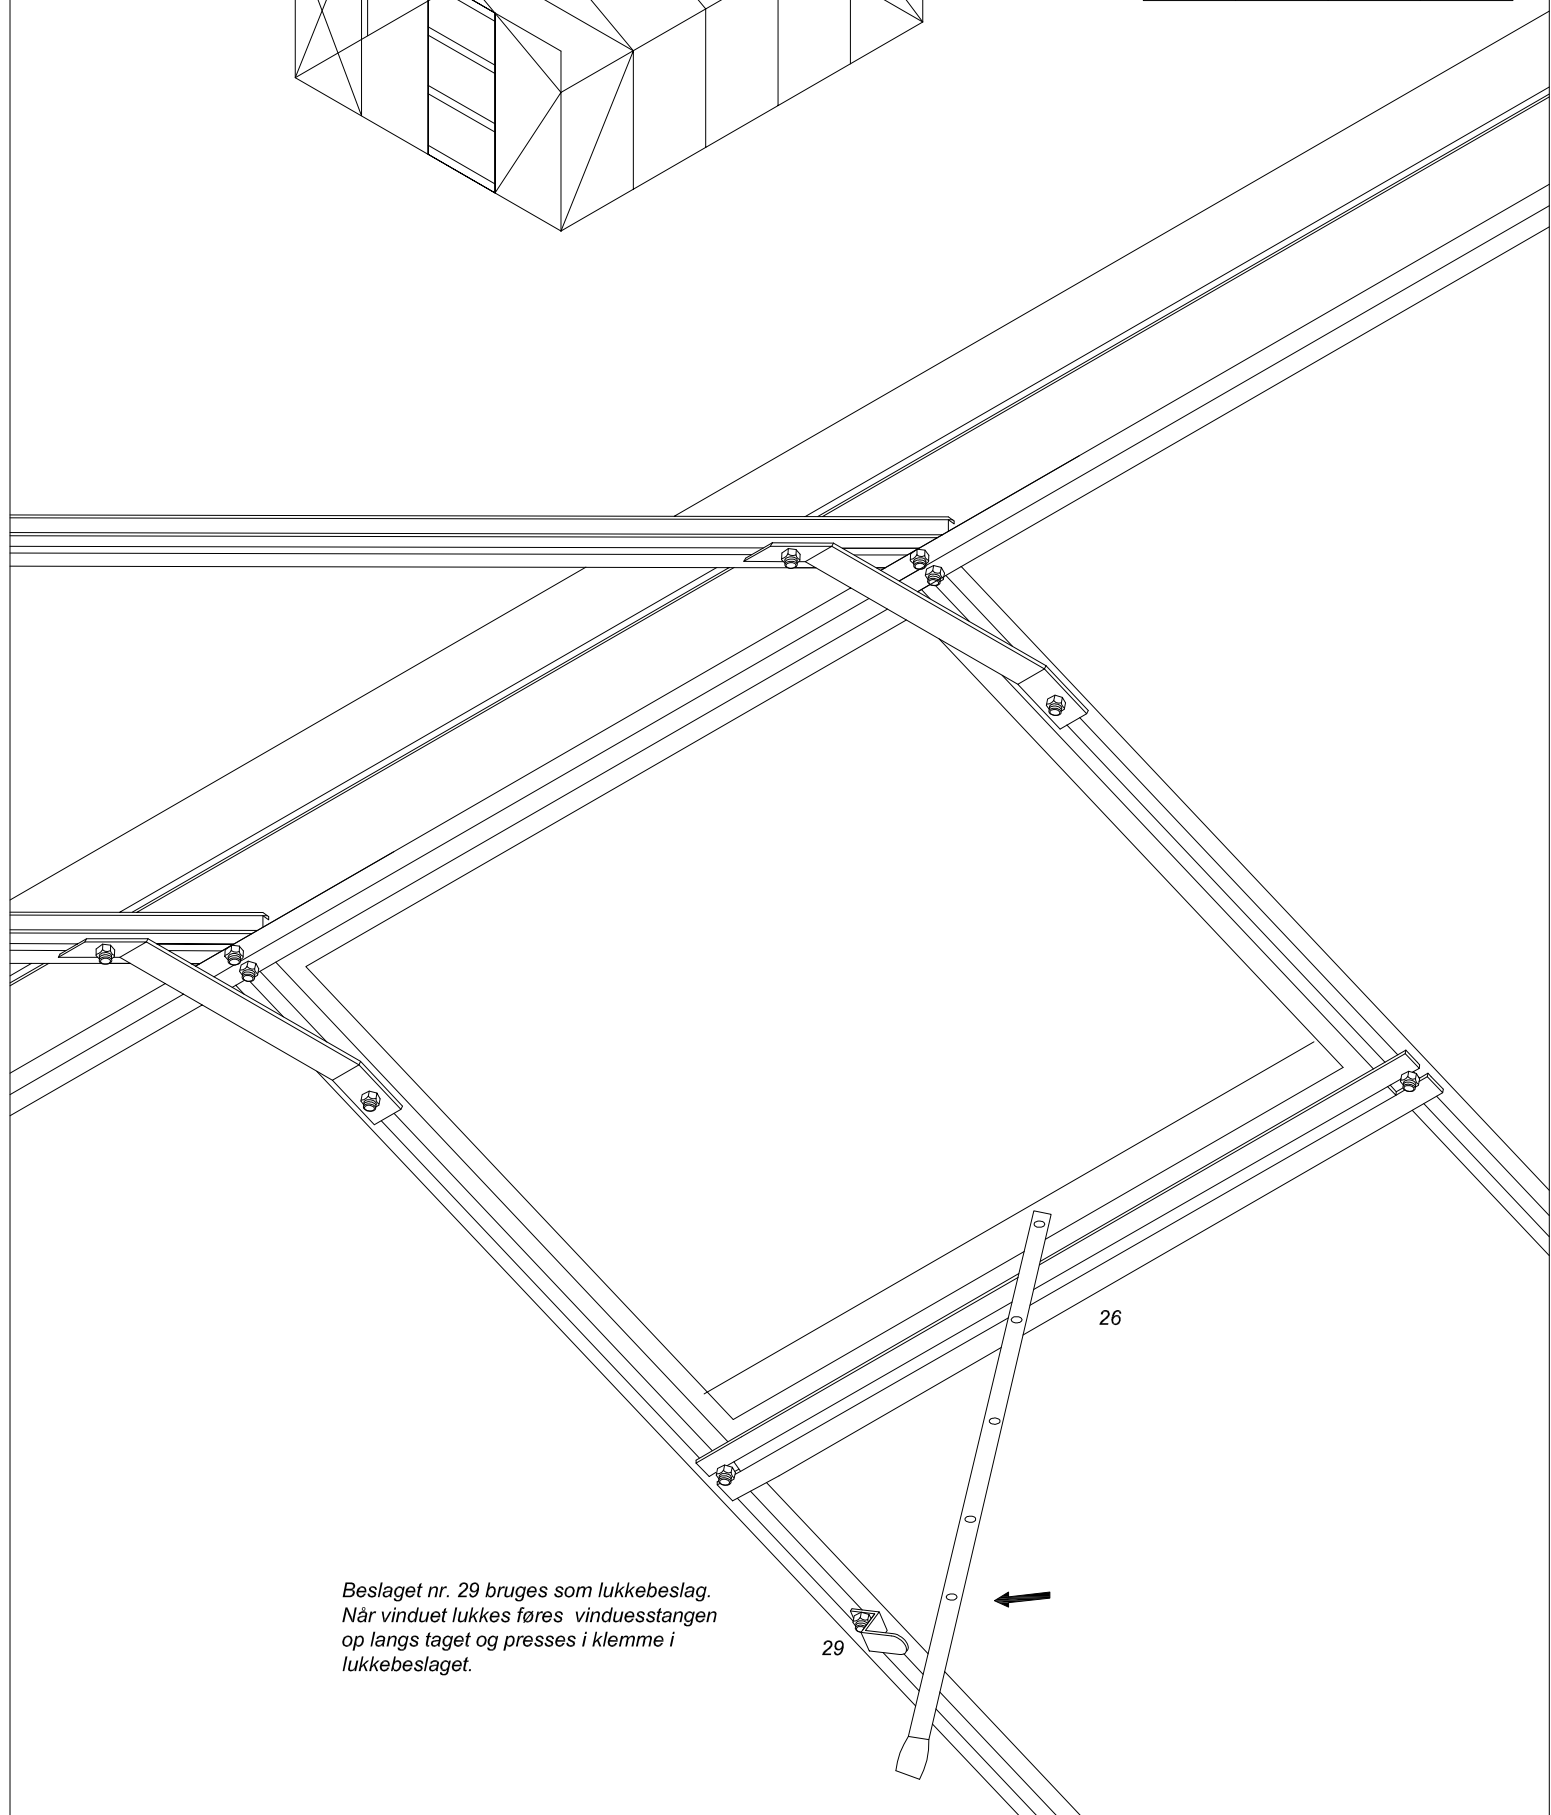 26
Beslaget nr. 29 bruges som lukkebeslag.
Når vinduet lukkes føres vinduesstangen
op langs taget og presses i klemme i
lukkebeslaget.
29